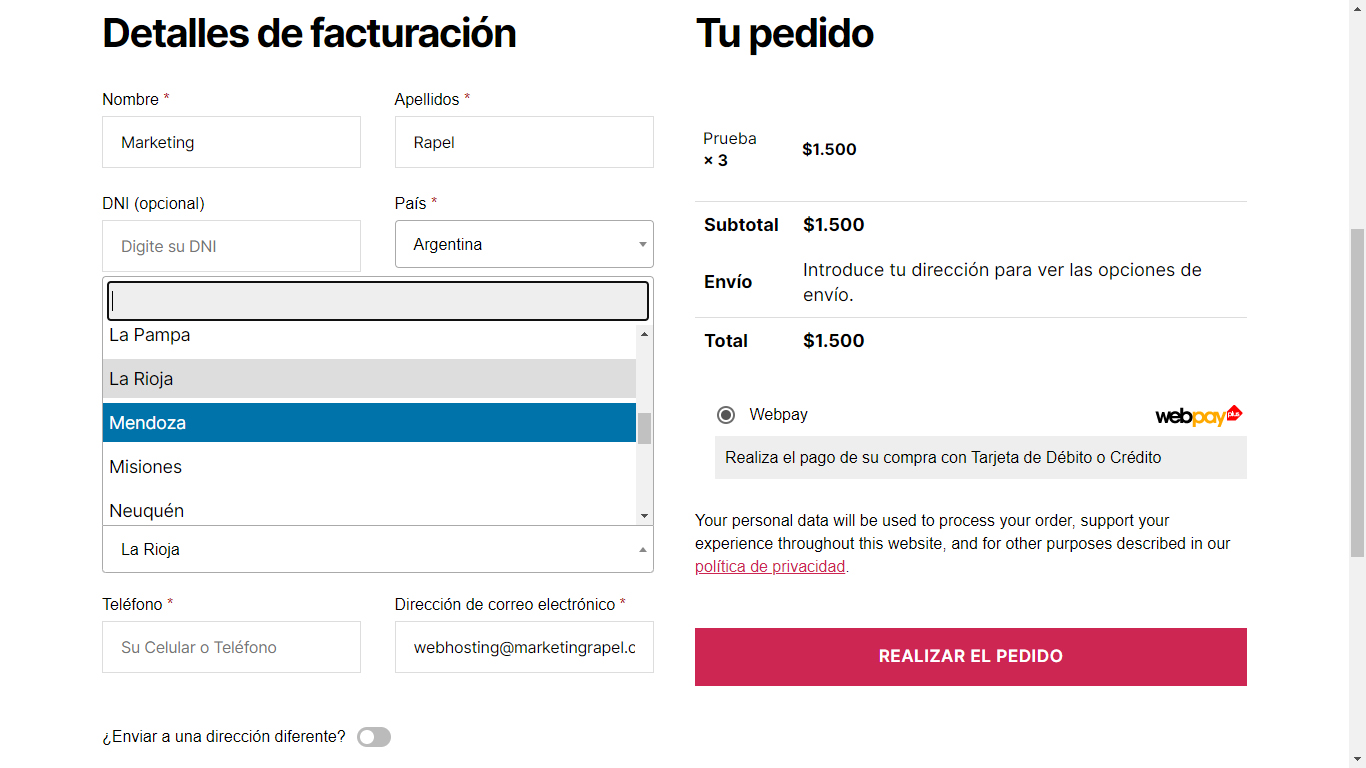 Detalles de facturación
Nombre *
Apellidos *
Marketing
Rapel
DNI (opcional)
País *
Digite su DNI
Argentina
La Pampa
La Rioja
Mendoza
Misiones
Neuquén
La Rioja
Teléfono *
Dirección de correo electrónico *
Su Celular o Teléfono
webhosting@marketingrapel.c
¿Enviar a una dirección diferente?
Tu pedido
Prueba
× 3
$1.500
Subtotal
$1.500
Envío
Introduce tu dirección para ver las opciones de
envío.
Total
$1.500
Webpay
webpay plus
Realiza el pago de su compra con Tarjeta de Débito o Crédito
Your personal data will be used to process your order, support your
experience throughout this website, and for other purposes described in our
política de privacidad.
REALIZAR EL PEDIDO